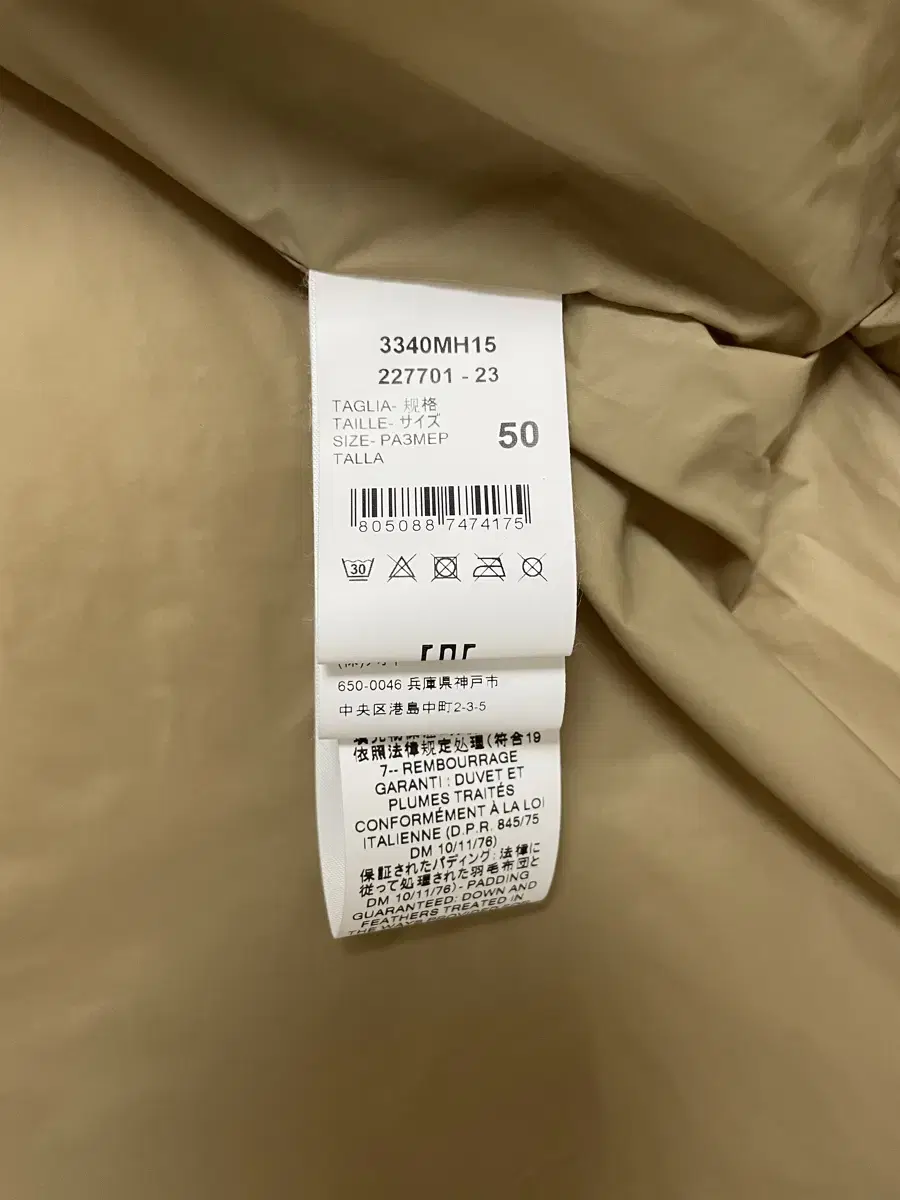 3340MH15
227701 - 23
TAGLIA- 规格
TAILLE- サイズ
SIZE- РАЗМЕР
TALLA
50
805088 7474175
30
650-0046 兵庫県神戸市
中央区港島中町2-3-5
依照法律规定处理(符合19
7-- REMBOURRAGE
GARANTI : DUVET ET
PLUMES TRAITÉS
CONFORMÉMENT À LA LOI
ITALIENNE (D.P.R. 845/75
DM 10/11/76)
保証されたパディング:法律に
従って処理された羽毛布団と
DM 10/11/76)- PADDING
GUARANTEED: DOWN AND
FEATHERS TREATED IN
THE WAYS